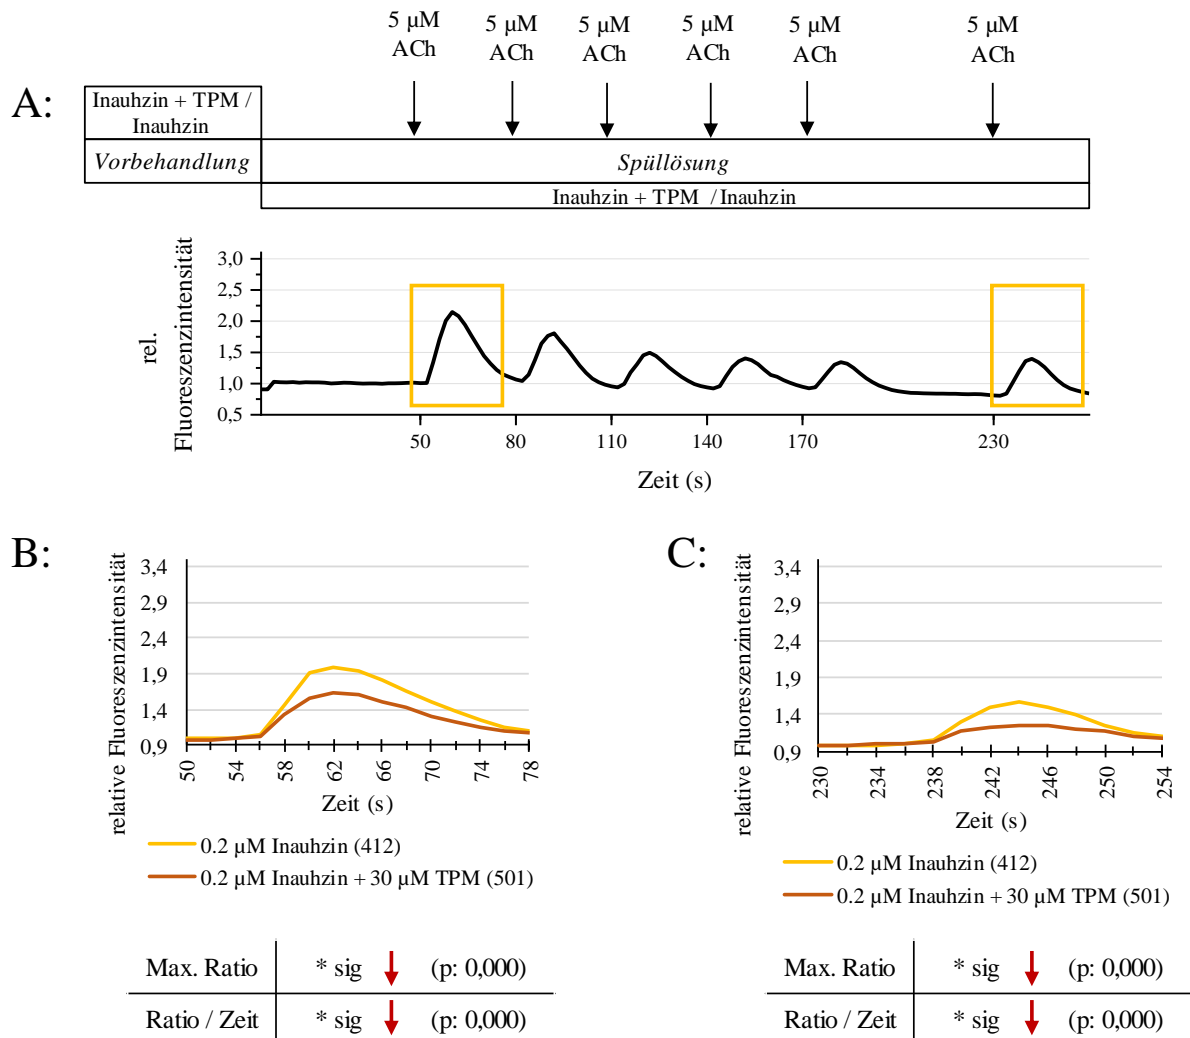 5 µM
ACh
5 µM
ACh
5 µM
ACh
5 µM
ACh
5 µM
ACh
5 µM
ACh
A:
Inauhzin + TPM /
Inauhzin
Vorbehandlung
Spüllösung
Inauhzin + TPM / Inauhzin
rel.
Fluoreszenzintensität
3,0
2,5
2,0
1,5
1,0
0,5
50 80 110 140 170 230
Zeit (s)
B:
relative Fluoreszenzintensität
3,4
2,9
2,4
1,9
1,4
0,9
50 54 58 62 66 70 74 78
Zeit (s)
0.2 µM Inauhzin (412)
0.2 µM Inauhzin + 30 µM TPM (501)
Max. Ratio * sig (p: 0,000)
Ratio / Zeit * sig (p: 0,000)
C:
relative Fluoreszenzintensität
3,4
2,9
2,4
1,9
1,4
0,9
230 234 238 242 246 250 254
Zeit (s)
0.2 µM Inauhzin (412)
0.2 µM Inauhzin + 30 µM TPM (501)
Max. Ratio * sig (p: 0,000)
Ratio / Zeit * sig (p: 0,000)